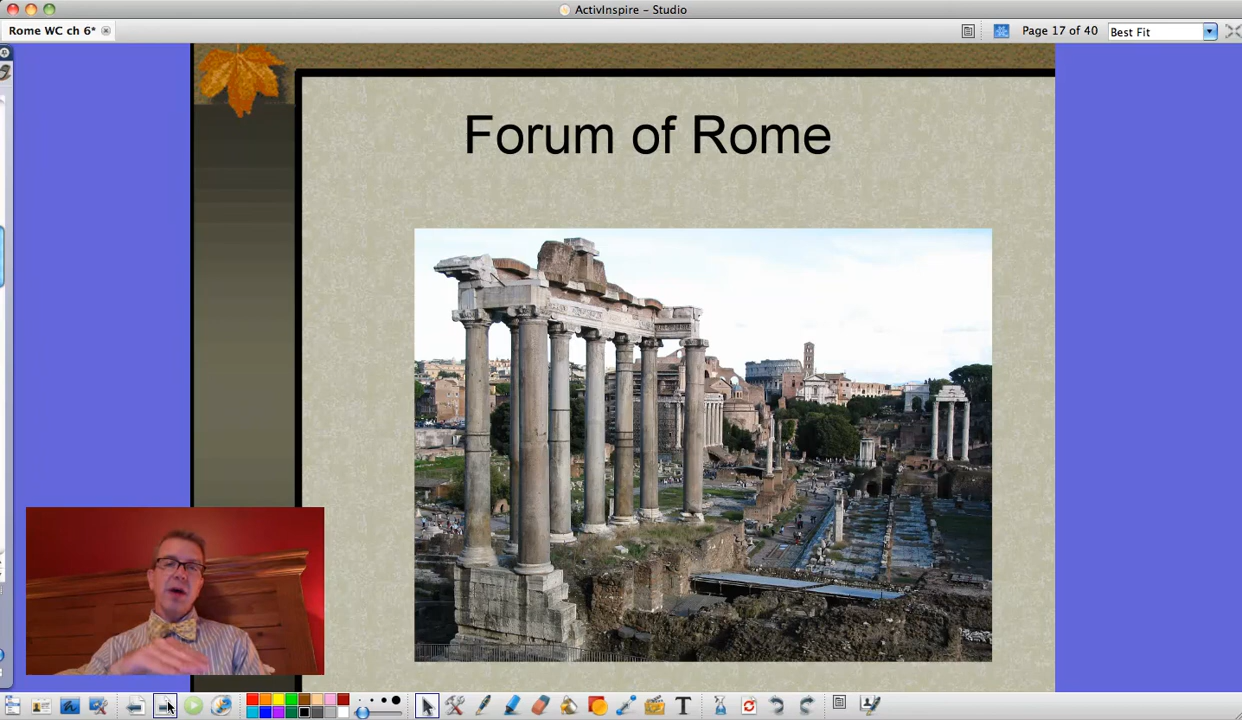 ActivInspire – Studio
Rome WC ch 6*
Page 17 of 40
Best Fit
Forum of Rome
T